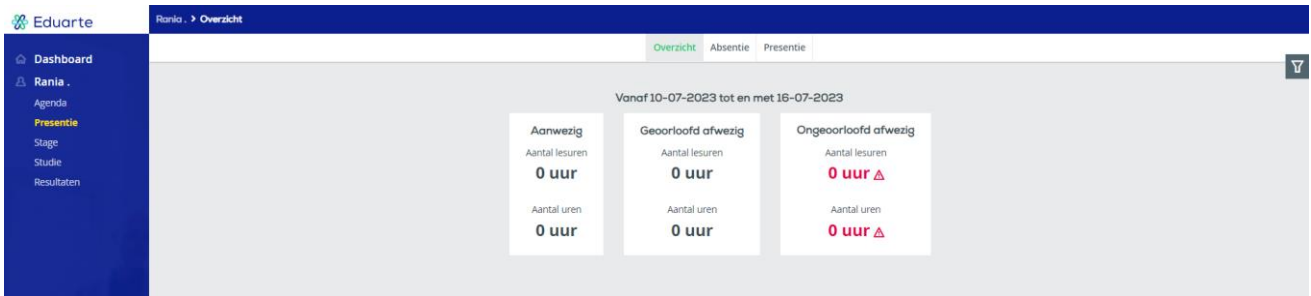 Eduarte
Rania . > Overzicht
Dashboard
Rania .
Agenda
Presentie
Stage
Studie
Resultaten
Overzicht Absentie Presentie
Vanaf 10-07-2023 tot en met 16-07-2023
Aanwezig
Aantal lesuren
0 uur
Aantal uren
0 uur
Geoorloofd afwezig
Aantal lesuren
0 uur
Aantal uren
0 uur
Ongeoorloofd afwezig
Aantal lesuren
0 uur
Aantal uren
0 uur